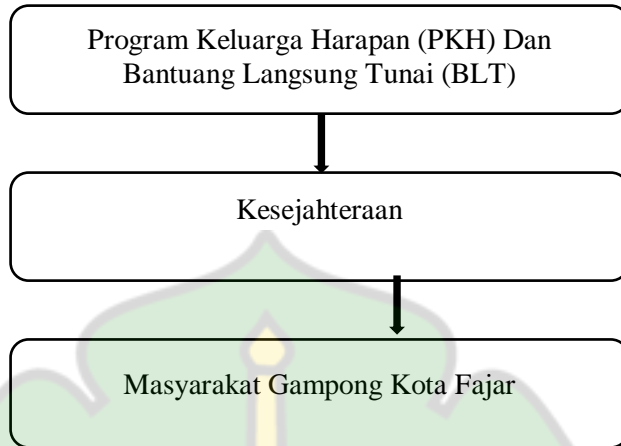 Program Keluarga Harapan (PKH) Dan
Bantuang Langsung Tunai (BLT)
Kesejahteraan
Masyarakat Gampong Kota Fajar